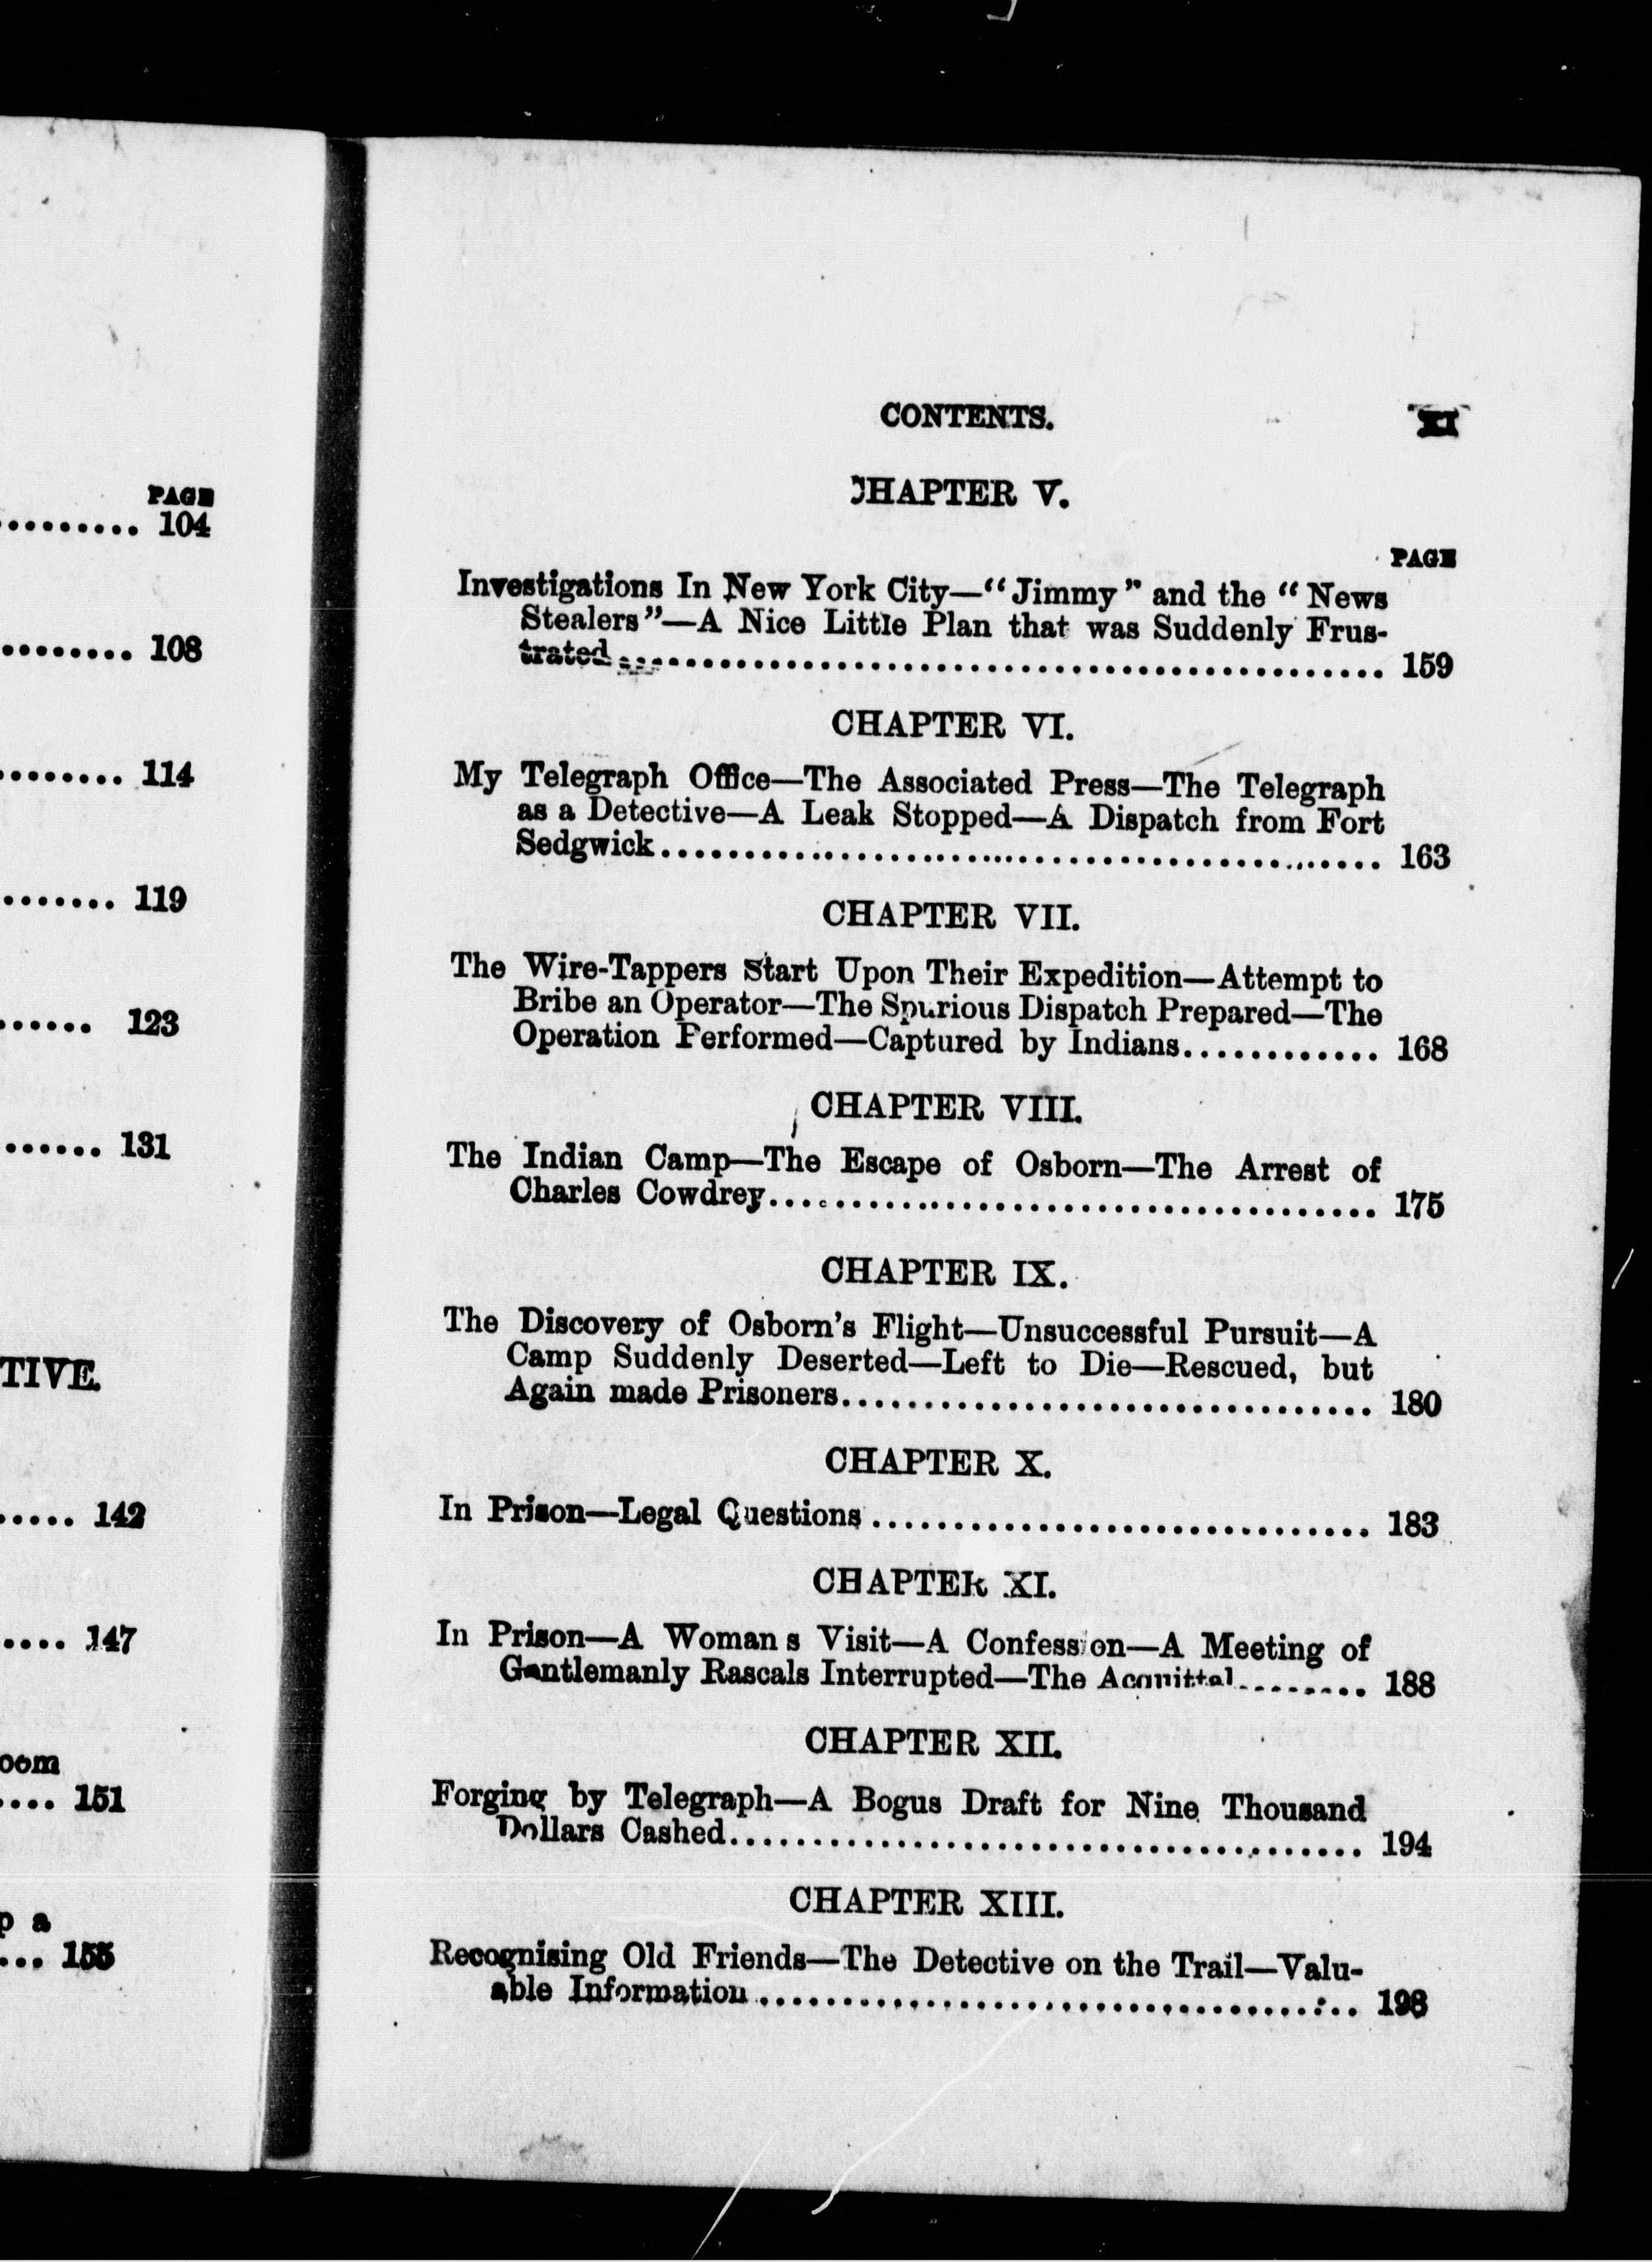 PAGE
......... 104
........ 108
........ 114
....... 119
...... 123
...... 131
TIVE.
..... 142
.... 147
oom
.... 151
p a
... 155
CONTENTS. XI
CHAPTER V.
PAGE
Investigations In New York City—“Jimmy” and the “News
Stealers”—A Nice Little Plan that was Suddenly Frus-
trated.................................................. 159
CHAPTER VI.
My Telegraph Office—The Associated Press—The Telegraph
as a Detective—A Leak Stopped—A Dispatch from Fort
Sedgwick.............................................. 163
CHAPTER VII.
The Wire-Tappers Start Upon Their Expedition—Attempt to
Bribe an Operator—The Spurious Dispatch Prepared—The
Operation Performed—Captured by Indians............ 168
CHAPTER VIII.
The Indian Camp—The Escape of Osborn—The Arrest of
Charles Cowdrey..................................... 175
CHAPTER IX.
The Discovery of Osborn's Flight—Unsuccessful Pursuit—A
Camp Suddenly Deserted—Left to Die—Rescued, but
Again made Prisoners................................ 180
CHAPTER X.
In Prison—Legal Questions............................... 183
CHAPTER XI.
In Prison—A Woman s Visit—A Confession—A Meeting of
Gentlemanly Rascals Interrupted—The Acquittal......... 188
CHAPTER XII.
Forging by Telegraph—A Bogus Draft for Nine Thousand
Dollars Cashed....................................... 194
CHAPTER XIII.
Recognising Old Friends—The Detective on the Trail—Valu-
able Information..................................... 198